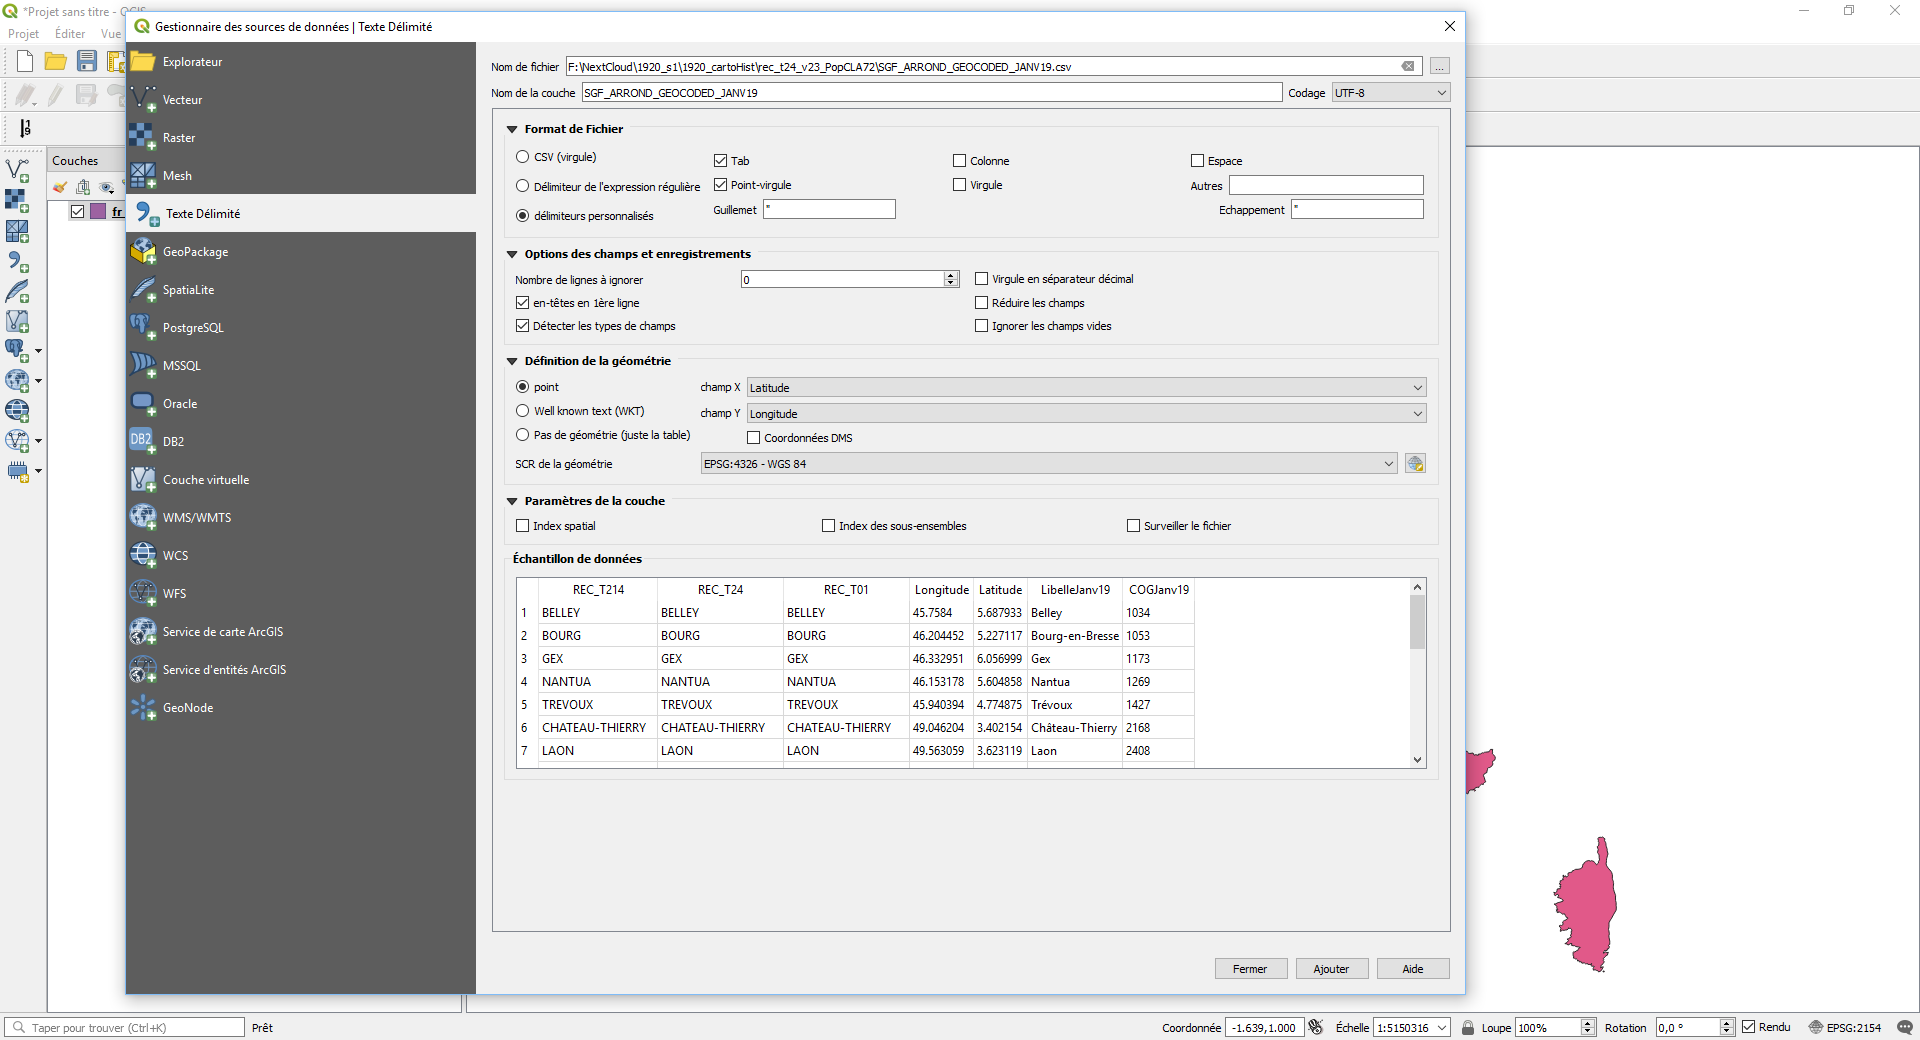 *Projet sans titre - QGIS
Projet Éditer Vue
Gestionnaire des sources de données | Texte Délimité
Couches
fr
Explorateur
Vecteur
Raster
Mesh
Texte Délimité
GeoPackage
SpatiaLite
PostgreSQL
MSSQL
Oracle
DB2 DB2
Couche virtuelle
WMS/WMTS
WCS
WFS
Service de carte ArcGIS
Service d'entités ArcGIS
GeoNode
Nom de fichier F:\NextCloud\1920_s1\1920_cartoHist\rec_t24_v23_PopCLA72\SGF_ARROND_GEOCODED_JANV19.csv ...
Nom de la couche SGF_ARROND_GEOCODED_JANV19 Codage UTF-8
Format de Fichier
CSV (virgule) Tab Colonne Espace
Délimiteur de l'expression régulière Point-virgule Virgule Autres
délimiteurs personnalisés Guillemet " Echappement "
Options des champs et enregistrements
Nombre de lignes à ignorer 0 Virgule en séparateur décimal
en-têtes en 1ère ligne Réduire les champs
Détecter les types de champs Ignorer les champs vides
Définition de la géométrie
point champ X Latitude
Well known text (WKT) champ Y Longitude
Pas de géométrie (juste la table) Coordonnées DMS
SCR de la géométrie EPSG:4326 - WGS 84
Paramètres de la couche
Index spatial Index des sous-ensembles Surveiller le fichier
Échantillon de données
REC_T214 REC_T24 REC_T01 Longitude Latitude LibelleJanv19 COGJanv19
1 BELLEY BELLEY BELLEY 45.7584 5.687933 Belley 1034
2 BOURG BOURG BOURG 46.204452 5.227117 Bourg-en-Bresse 1053
3 GEX GEX GEX 46.332951 6.056999 Gex 1173
4 NANTUA NANTUA NANTUA 46.153178 5.604858 Nantua 1269
5 TREVOUX TREVOUX TREVOUX 45.940394 4.774875 Trévoux 1427
6 CHATEAU-THIERRY CHATEAU-THIERRY CHATEAU-THIERRY 49.046204 3.402154 Château-Thierry 2168
7 LAON LAON LAON 49.563059 3.623119 Laon 2408
Fermer Ajouter Aide
Taper pour trouver (Ctrl+K) Prêt Coordonnée -1.639,1.000 Échelle 1:5150316 Loupe 100% Rotation 0,0 ° Rendu EPSG:2154